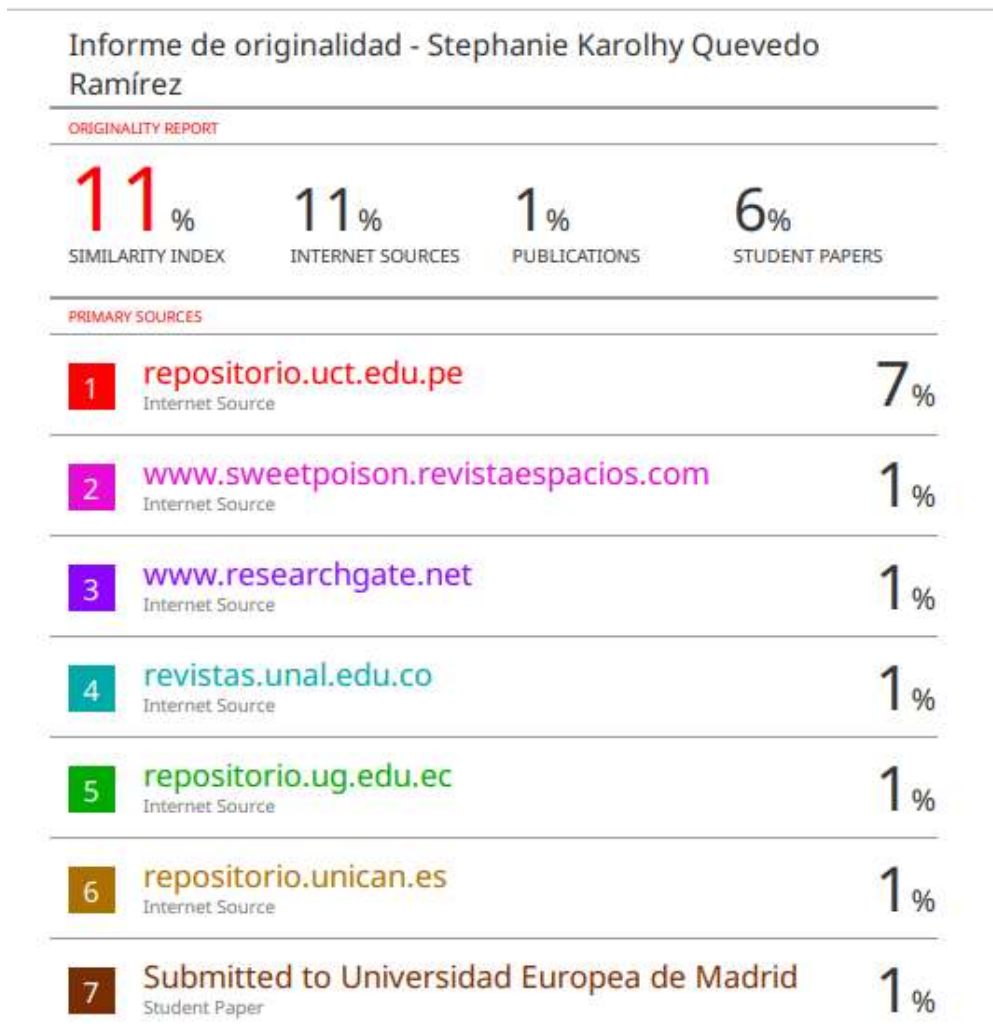 Informe de originalidad - Stephanie Karolhy Quevedo
Ramírez
ORIGINALITY REPORT
11% 11% 1% 6%
SIMILARITY INDEX INTERNET SOURCES PUBLICATIONS STUDENT PAPERS
PRIMARY SOURCES
1 repositorio.uct.edu.pe 7%
Internet Source
2 www.sweetpoison.revistaespacios.com 1%
Internet Source
3 www.researchgate.net 1%
Internet Source
4 revistas.unal.edu.co 1%
Internet Source
5 repositorio.ug.edu.ec 1%
Internet Source
6 repositorio.unican.es 1%
Internet Source
7 Submitted to Universidad Europea de Madrid 1%
Student Paper